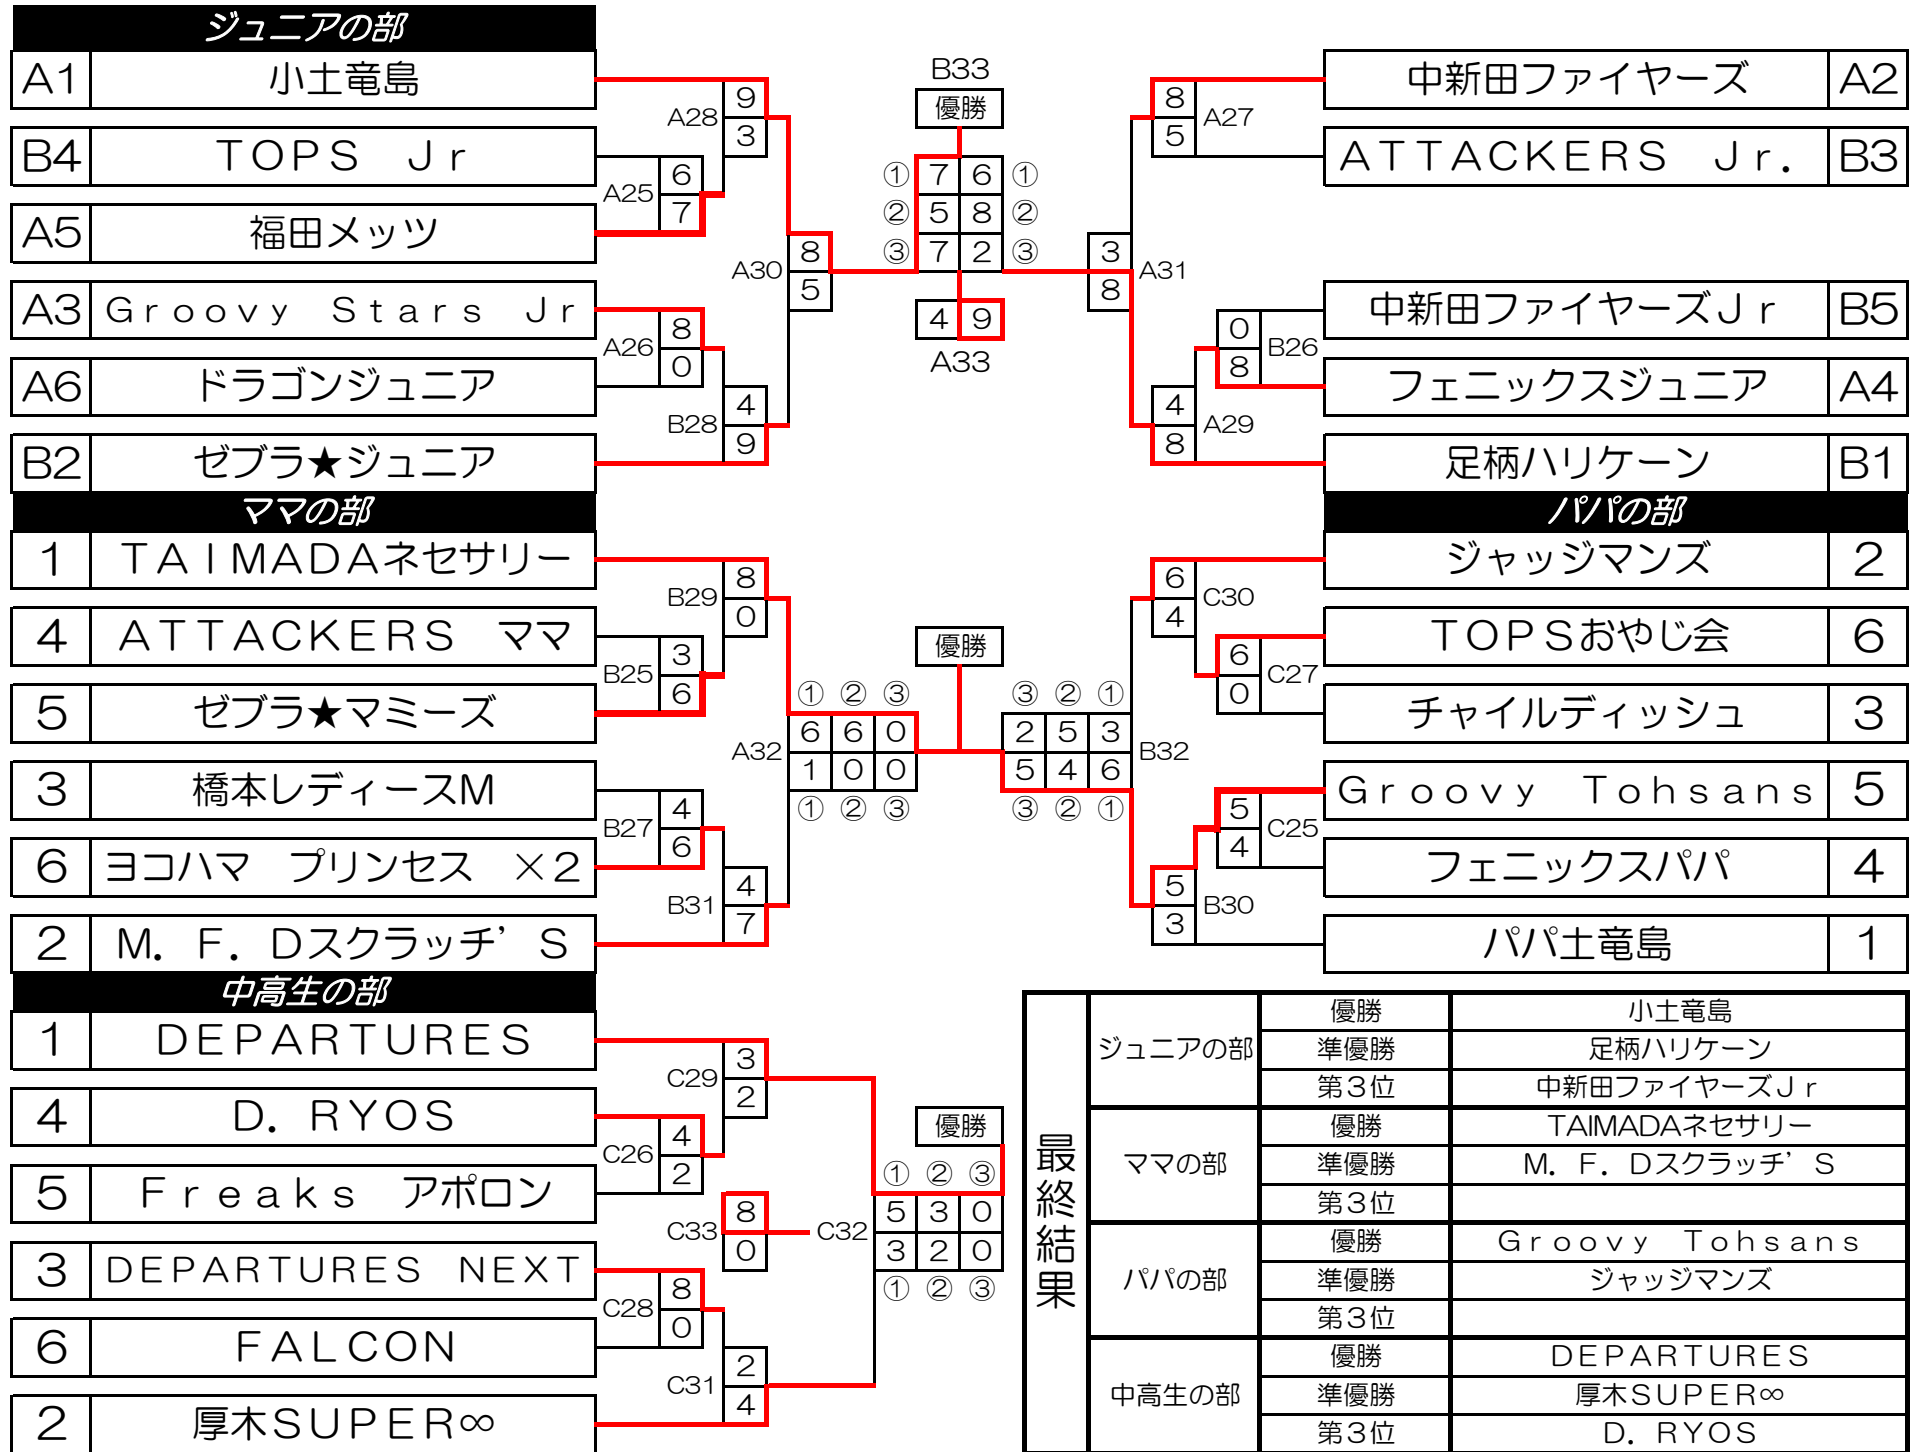 ジュニアの部
A1 小土竜島
B4 ＴＯＰＳ　Ｊｒ
A5 福田メッツ
A3 Ｇｒｏｏｖｙ　Ｓｔａｒｓ　Ｊｒ
A6 ドラゴンジュニア
B2 ゼブラ★ジュニア
A28 9 3
A25 6 7
A26 8 0
B28 4 9
A30 8 5
B33
優勝
① 7 6 ①
② 5 8 ②
③ 7 2 ③
4 9
A33
中新田ファイヤーズ A2
ＡＴＴＡＣＫＥＲＳ　Ｊｒ． B3
中新田ファイヤーズＪｒ B5
フェニックスジュニア A4
足柄ハリケーン B1
8 5 A27
3 8 A31
0 8 B26
4 8 A29
ママの部
1 ＴＡＩＭＡＤＡネセサリー
4 ＡＴＴＡＣＫＥＲＳ　ママ
5 ゼブラ★マミーズ
3 橋本レディースM
6 ヨコハマ　プリンセス　×２
2 Ｍ．Ｆ．Ｄスクラッチ’Ｓ
B29 8 0
B25 3 6
B27 4 6
B31 4 7
① ② ③
A32 6 6 0
1 0 0
① ② ③
優勝
パパの部
ジャッジマンズ 2
ＴＯＰＳおやじ会 6
チャイルディッシュ 3
Ｇｒｏｏｖｙ　Ｔｏｈｓａｎｓ 5
フェニックスパパ 4
パパ土竜島 1
6 4 C30
6 0 C27
5 4 C25
5 3 B30
③ ② ①
2 5 3 B32
5 4 6
③ ② ①
中高生の部
1 ＤＥＰＡＲＴＵＲＥＳ
4 Ｄ．ＲＹＯＳ
5 Ｆｒｅａｋｓ　アポロン
3 ＤＥＰＡＲＴＵＲＥＳ　ＮＥＸＴ
6 ＦＡＬＣＯＮ
2 厚木ＳＵＰＥＲ∞
C29 3 2
C26 4 2
C33 8 0
C28 8 0
C31 2 4
優勝
① ② ③
C32 5 3 0
3 2 0
① ② ③
最終結果
ジュニアの部
優勝 小土竜島
準優勝 足柄ハリケーン
第３位 中新田ファイヤーズＪｒ
ママの部
優勝 TAIMADAネセサリー
準優勝 Ｍ．Ｆ．Ｄスクラッチ’Ｓ
第３位
パパの部
優勝 Ｇｒｏｏｖｙ　Ｔｏｈｓａｎｓ
準優勝 ジャッジマンズ
第３位
中高生の部
優勝 ＤＥＰＡＲＴＵＲＥＳ
準優勝 厚木ＳＵＰＥＲ∞
第３位 Ｄ．ＲＹＯＳ